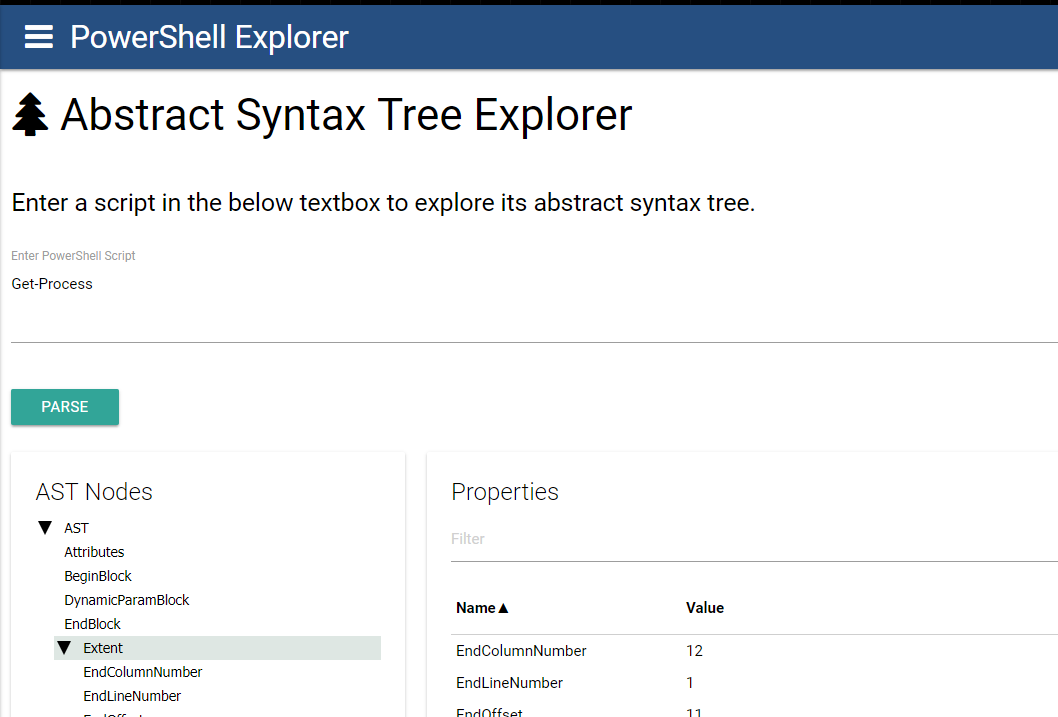 PowerShell Explorer
Abstract Syntax Tree Explorer
Enter a script in the below textbox to explore its abstract syntax tree.
Enter PowerShell Script
Get-Process
PARSE
AST Nodes
AST
Attributes
BeginBlock
DynamicParamBlock
EndBlock
Extent
EndColumnNumber
EndLineNumber
EndOffset
Properties
Filter
Name▲ Value
EndColumnNumber 12
EndLineNumber 1
EndOffset 11